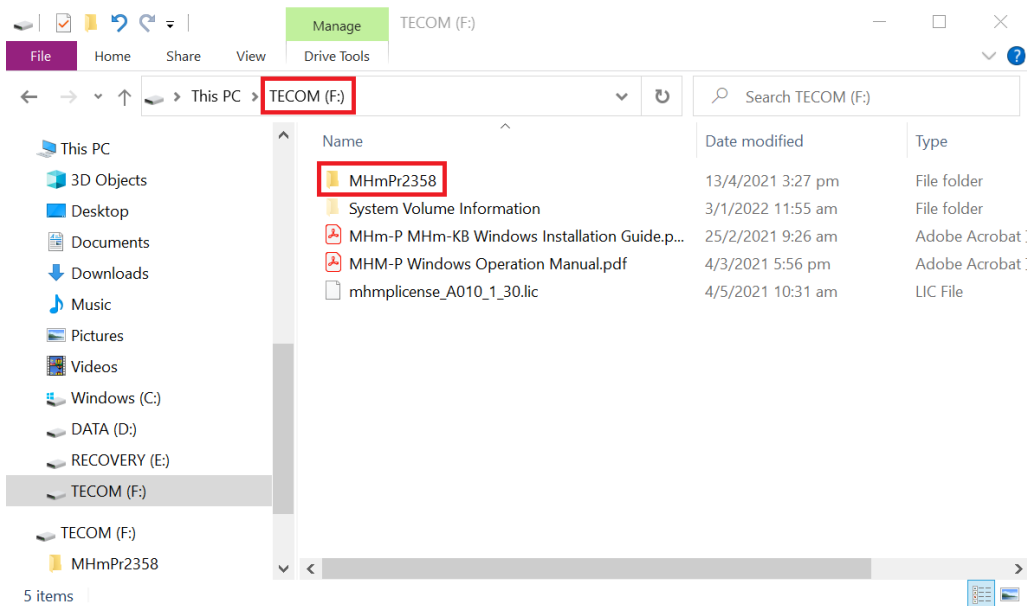 Manage
TECOM (F:)
File
Home
Share
View
Drive Tools
?
This PC
TECOM (F:)
Search TECOM (F:)
This PC
3D Objects
Desktop
Documents
Downloads
Music
Pictures
Videos
Windows (C:)
DATA (D:)
RECOVERY (E:)
TECOM (F:)
TECOM (F:)
MHmPr2358
Name Date modified Type
MHmPr2358 13/4/2021 3:27 pm File folder
System Volume Information 3/1/2022 11:55 am File folder
MHm-P MHm-KB Windows Installation Guide.p... 25/2/2021 9:26 am Adobe Acrobat
MHM-P Windows Operation Manual.pdf 4/3/2021 5:56 pm Adobe Acrobat
mhmplicense_A010_1_30.lic 4/5/2021 10:31 am LIC File
5 items